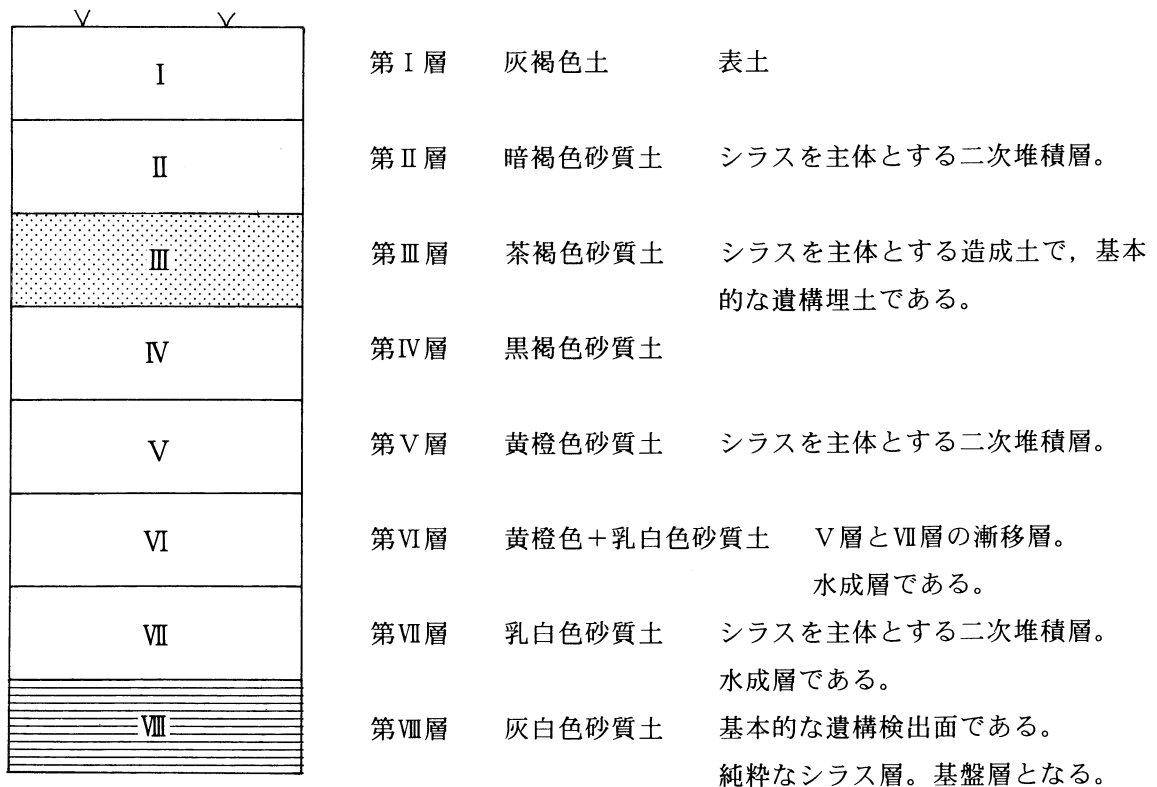 Ⅰ 第Ⅰ層 灰褐色土 表土
Ⅱ 第Ⅱ層 暗褐色砂質土 シラスを主体とする二次堆積層。
Ⅲ 第Ⅲ層 茶褐色砂質土 シラスを主体とする造成土で，基本
的な遺構埋土である。
Ⅳ 第Ⅳ層 黒褐色砂質土
Ⅴ 第Ⅴ層 黄橙色砂質土 シラスを主体とする二次堆積層。
Ⅵ 第Ⅵ層 黄橙色＋乳白色砂質土 Ⅴ層とⅦ層の漸移層。
水成層である。
Ⅶ 第Ⅶ層 乳白色砂質土 シラスを主体とする二次堆積層。
水成層である。
Ⅷ 第Ⅷ層 灰白色砂質土 基本的な遺構検出面である。
純粋なシラス層。基盤層となる。